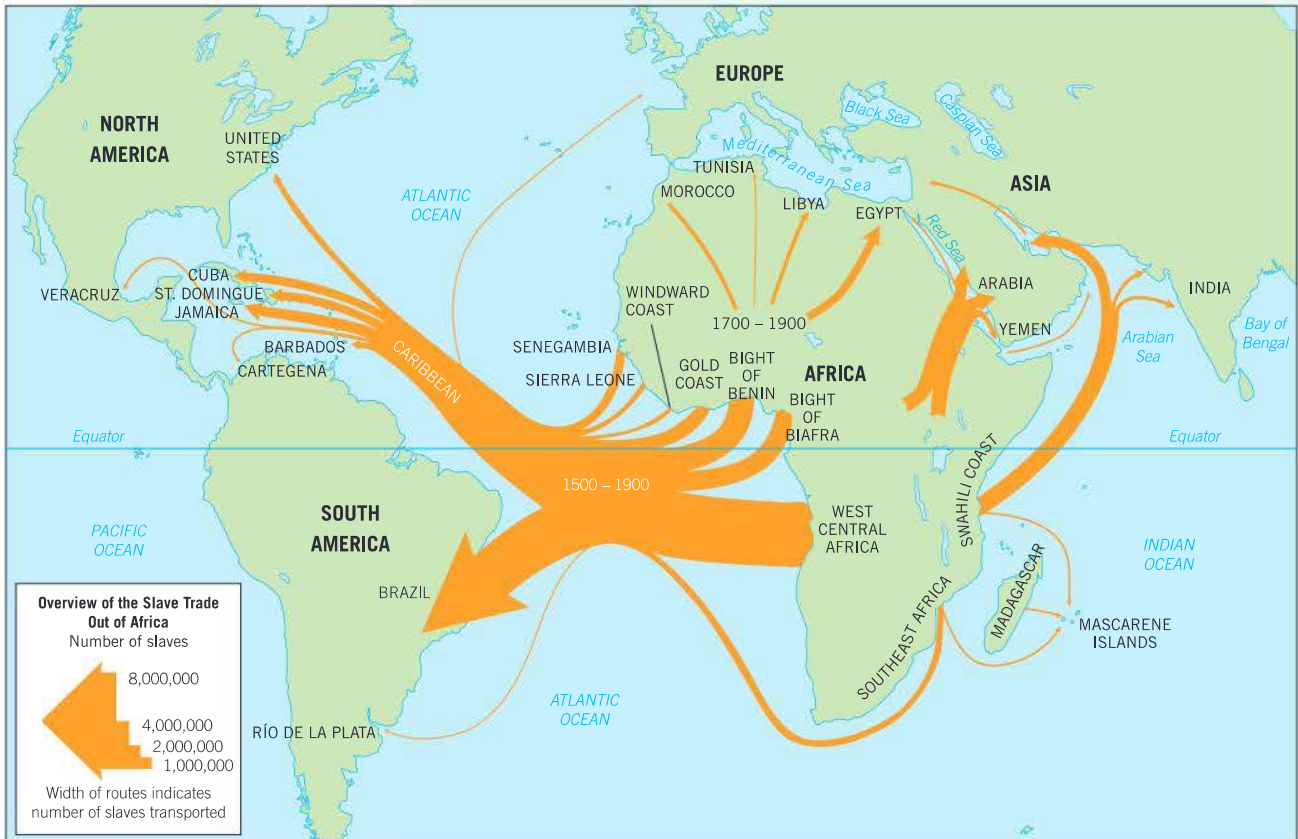 EUROPE
Black Sea
Caspian Sea
NORTH
AMERICA
UNITED
STATES
Mediterranean Sea
TUNISIA
ASIA
MOROCCO
ATLANTIC
OCEAN
LIBYA
EGYPT
Red Sea
CUBA
VERACRUZ
ST. DOMINGUE
JAMAICA
WINDWARD
COAST
ARABIA
INDIA
1700 – 1900
YEMEN
Arabian
Sea
Bay of
Bengal
BARBADOS
CARTEGENA
CARIBBEAN
SENEGAMBIA
SIERRA LEONE
GOLD
COAST
BIGHT
OF
BENIN
AFRICA
BIGHT
OF
BIAFRA
Equator
Equator
1500 – 1900
SWAHILI COAST
SOUTH
AMERICA
WEST
CENTRAL
AFRICA
PACIFIC
OCEAN
INDIAN
OCEAN
BRAZIL
MADAGASCAR
SOUTHEAST AFRICA
MASCARENE
ISLANDS
ATLANTIC
OCEAN
RÍO DE LA PLATA
Overview of the Slave Trade
Out of Africa
Number of slaves
8,000,000
4,000,000
2,000,000
1,000,000
Width of routes indicates
number of slaves transported